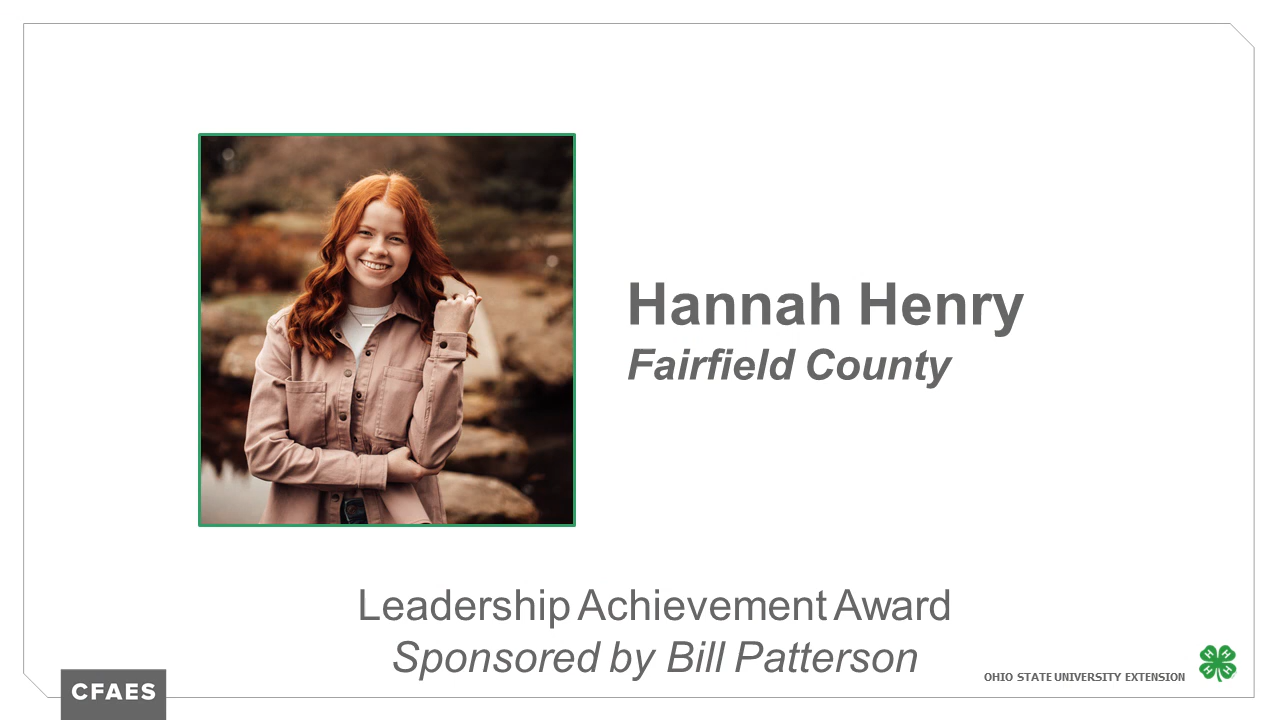 Hannah Henry
Fairfield County
Leadership Achievement Award
Sponsored by Bill Patterson
CFAES
OHIO STATE UNIVERSITY EXTENSION
H H
H H